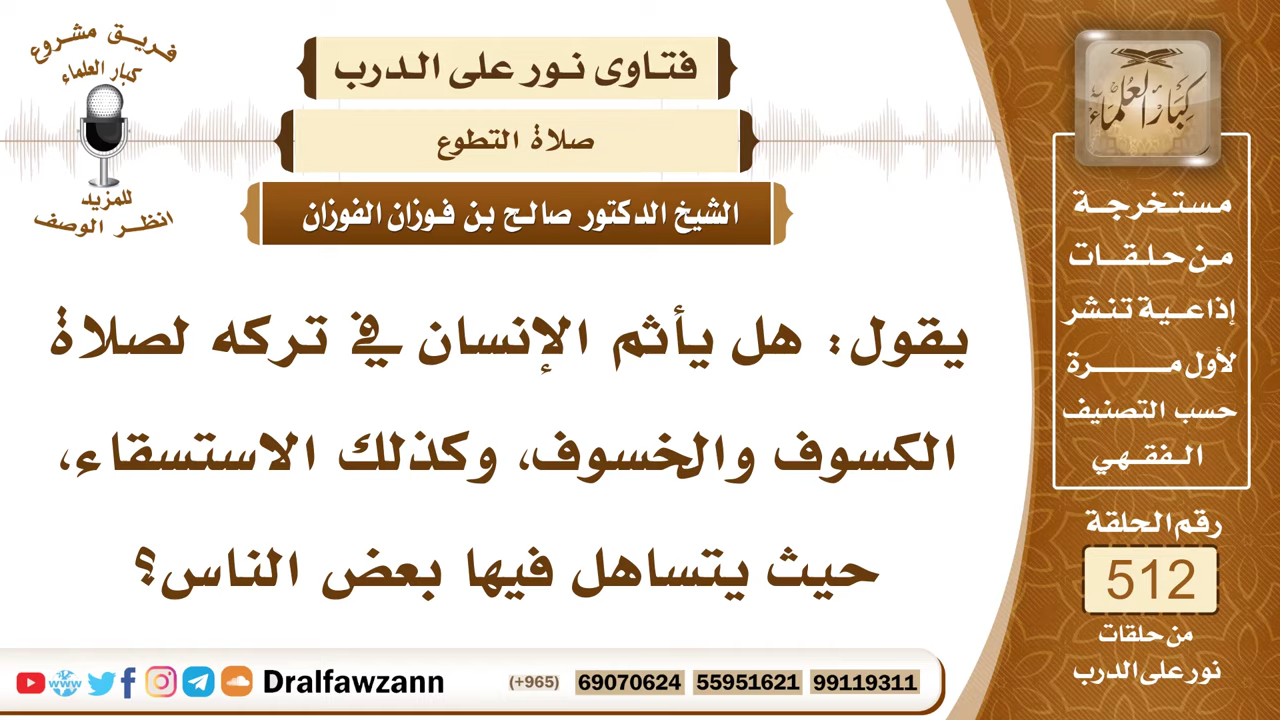 فريق مشروع
كبار العلماء
للمزيد
انظر الوصف
فتاوى نور على الدرب
صلاة التطوع
الشيخ الدكتور صالح بن فوزان الفوزان
يقول: هل يأثم الإنسان في تركه لصلاة
الكسوف والخسوف، وكذلك الاستسقاء،
حيث يتساهل فيها بعض الناس؟
كبار العلماء
مستخرجة
من حلقات
إذاعية تنشر
لأول مرة
حسب التصنيف
الفقهي
رقم الحلقة
512
من حلقات
نور على الدرب
www
Dralfawzann
(+965) 69070624 55951621 99119311